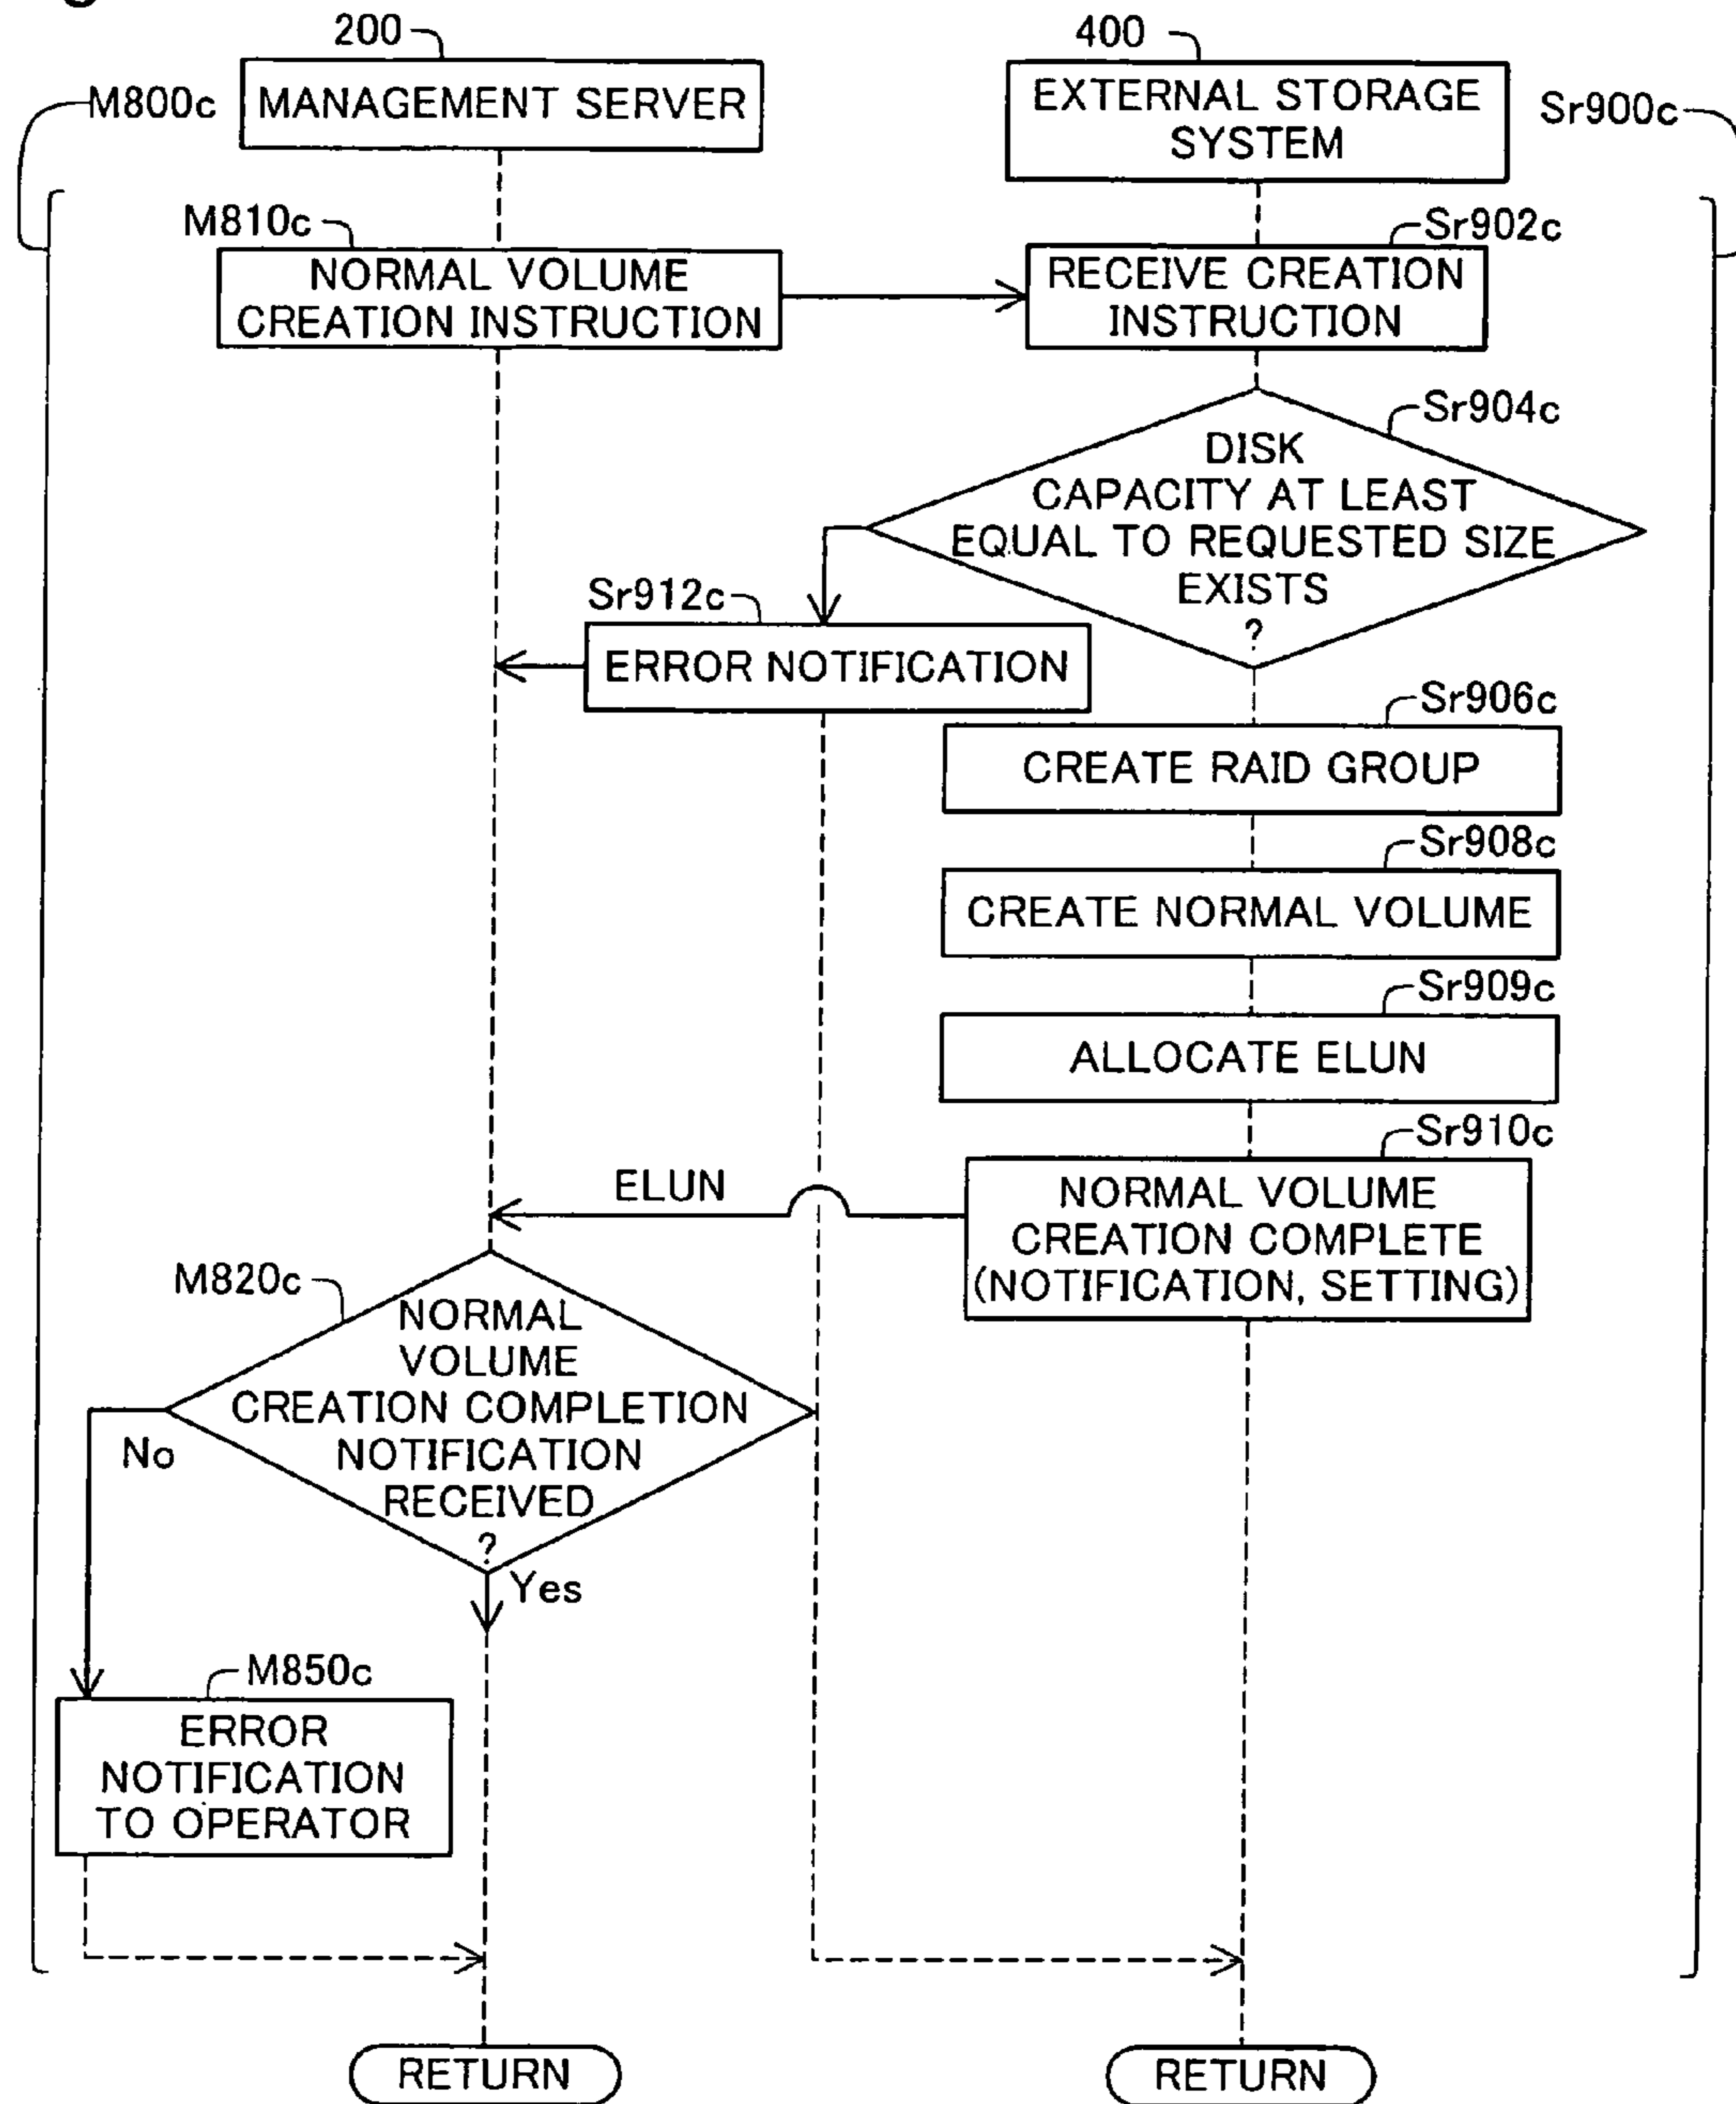 200
400
M800c
MANAGEMENT SERVER
EXTERNAL STORAGE
SYSTEM
Sr900c
M810c
NORMAL VOLUME
CREATION INSTRUCTION
Sr902c
RECEIVE CREATION
INSTRUCTION
Sr904c
DISK
CAPACITY AT LEAST
EQUAL TO REQUESTED SIZE
EXISTS
?
Sr912c
ERROR NOTIFICATION
Sr906c
CREATE RAID GROUP
Sr908c
CREATE NORMAL VOLUME
Sr909c
ALLOCATE ELUN
Sr910c
NORMAL VOLUME
CREATION COMPLETE
(NOTIFICATION, SETTING)
ELUN
M820c
NORMAL
VOLUME
CREATION COMPLETION
NOTIFICATION
RECEIVED
?
No
Yes
M850c
ERROR
NOTIFICATION
TO OPERATOR
RETURN
RETURN